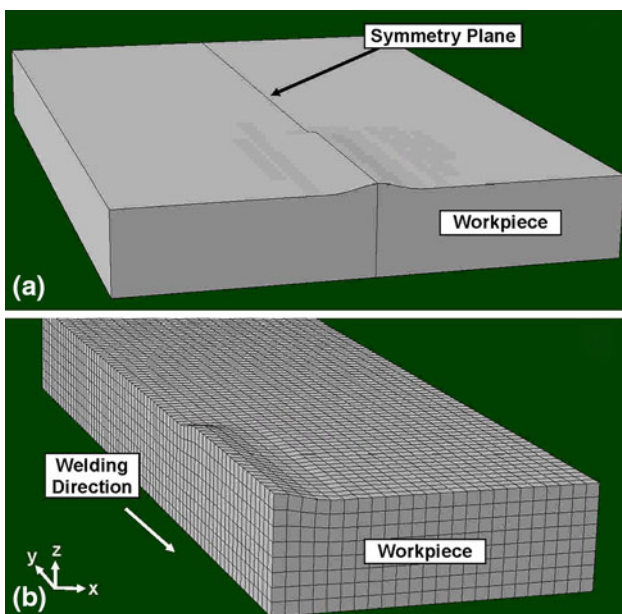 Symmetry Plane
Workpiece
(a)
Welding
Direction
Workpiece
y z x
(b)